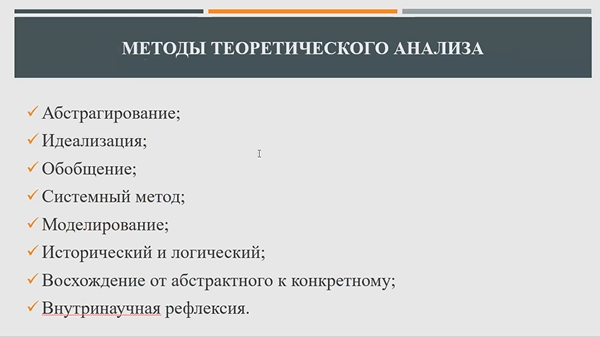 МЕТОДЫ ТЕОРЕТИЧЕСКОГО АНАЛИЗА
Абстрагирование;
Идеализация;
Обобщение;
Системный метод;
Моделирование;
Исторический и логический;
Восхождение от абстрактного к конкретному;
Внутринаучная рефлексия.